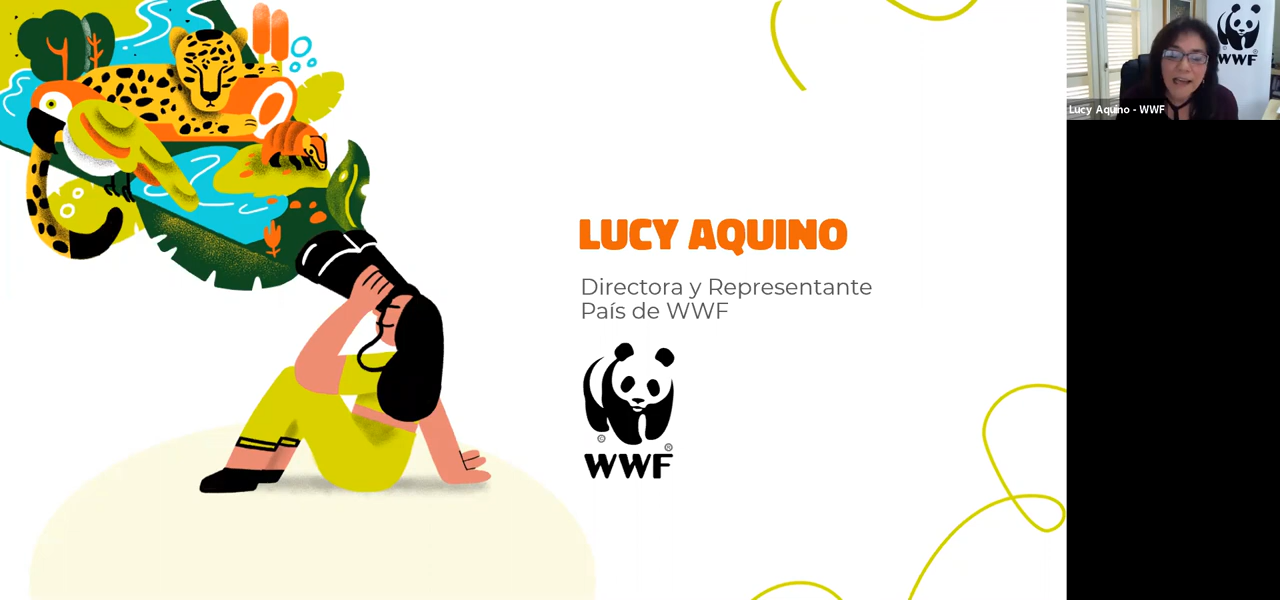 LUCY AQUINO
Directora y Representante
País de WWF
©
®
WWF
WWF
Lucy Aquino - WWF